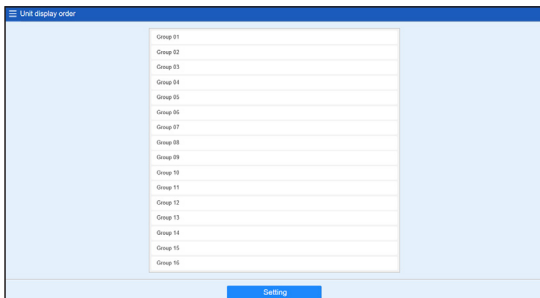 Unit display order
Group 01
Group 02
Group 03
Group 04
Group 05
Group 06
Group 07
Group 08
Group 09
Group 10
Group 11
Group 12
Group 13
Group 14
Group 15
Group 16
Setting